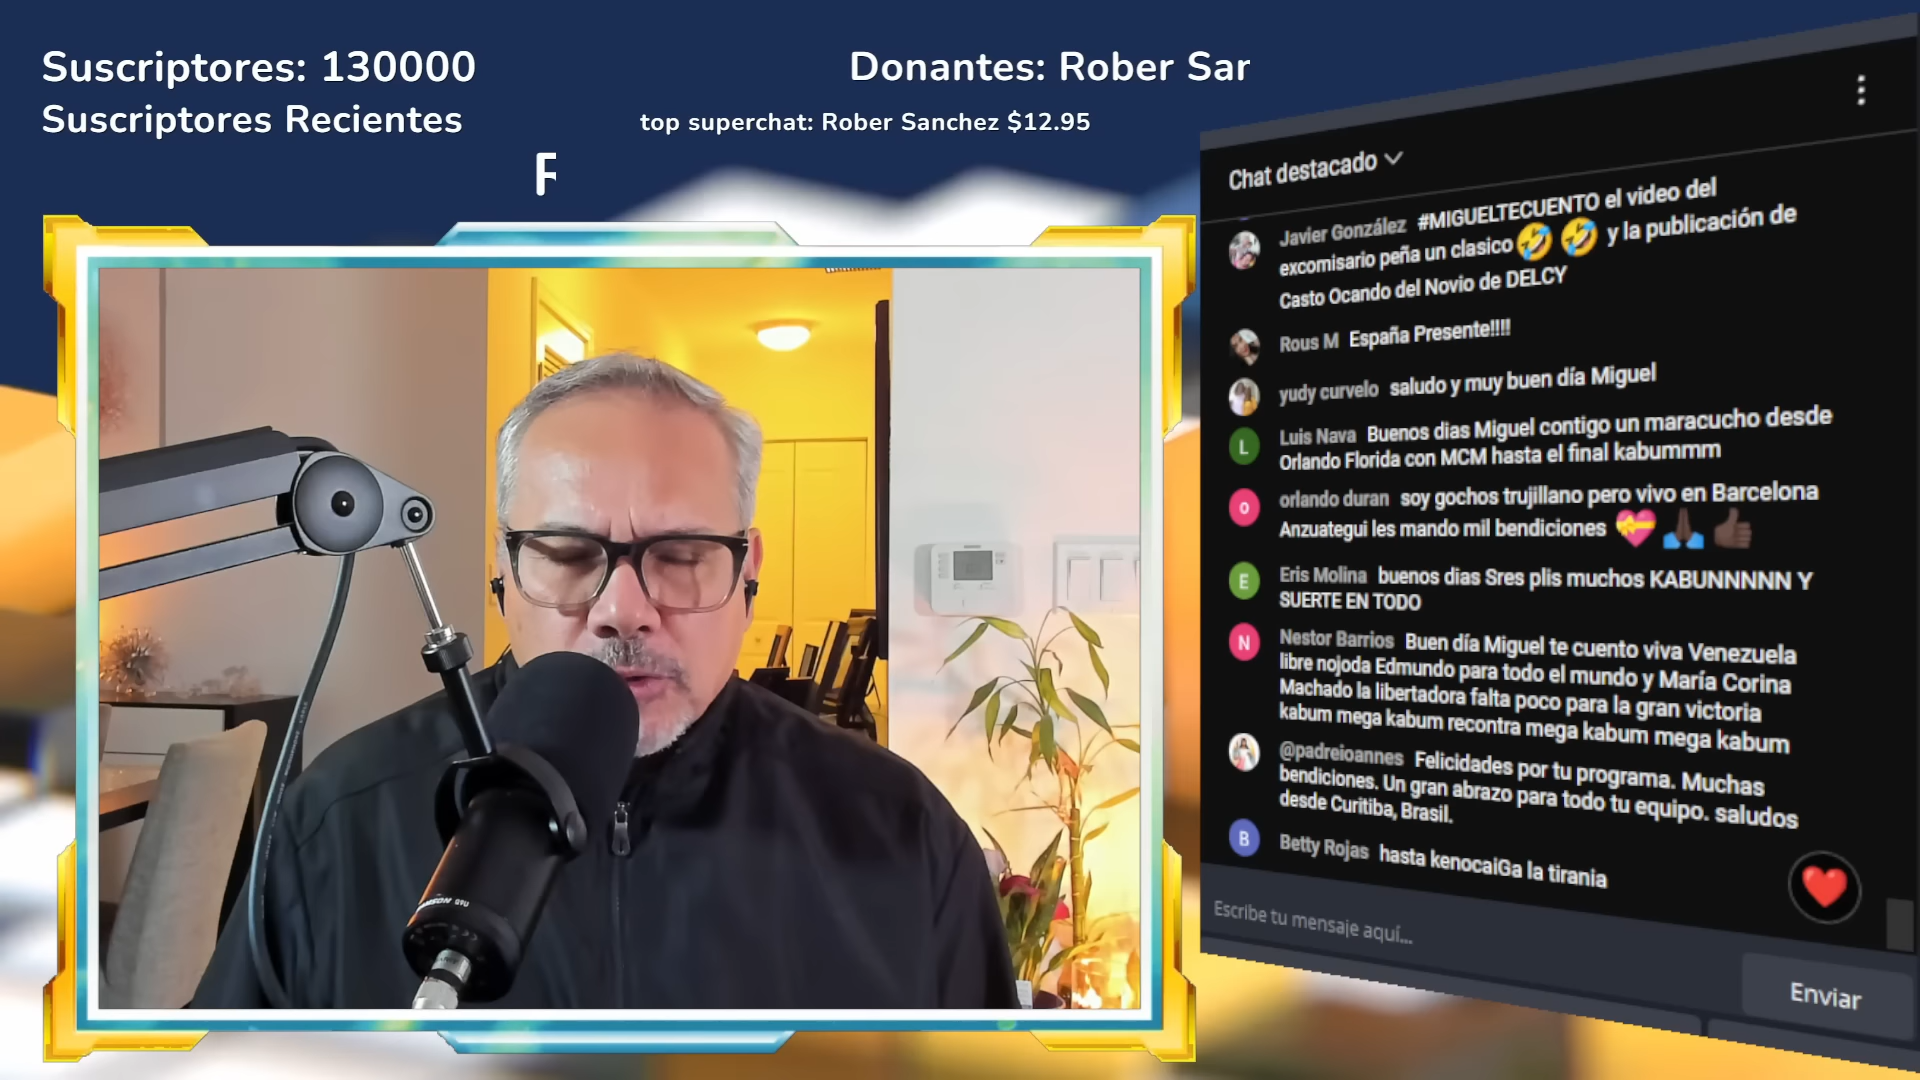 Suscriptores: 130000
Donantes: Rober Sar
Suscriptores Recientes
top superchat: Rober Sanchez $12.95
F
Chat destacado
Javier González #MIGUELTECUENTO el video del
excomisario peña un clasico🤣 🤣 y la publicación de
Casto Ocando del Novio de DELCY
Rous M España Presente!!!!
yudy curvelo saludo y muy buen día Miguel
L
Luis Nava Buenos dias Miguel contigo un maracucho desde
Orlando Florida con MCM hasta el final kabummm
o
orlando duran soy gochos trujillano pero vivo en Barcelona
Anzuategui les mando mil bendiciones 💝 🙏🏿 👍🏿
E
Eris Molina buenos dias Sres plis muchos KABUNNNNN Y
SUERTE EN TODO
N
Nestor Barrios Buen día Miguel te cuento viva Venezuela
libre nojoda Edmundo para todo el mundo y María Corina
Machado la libertadora falta poco para la gran victoria
kabum mega kabum recontra mega kabum mega kabum
@padreioannes Felicidades por tu programa. Muchas
bendiciones. Un gran abrazo para todo tu equipo. saludos
desde Curitiba, Brasil.
B
Betty Rojas hasta kenocaiGa la tirania
Escribe tu mensaje aquí...
Enviar
SAMSON